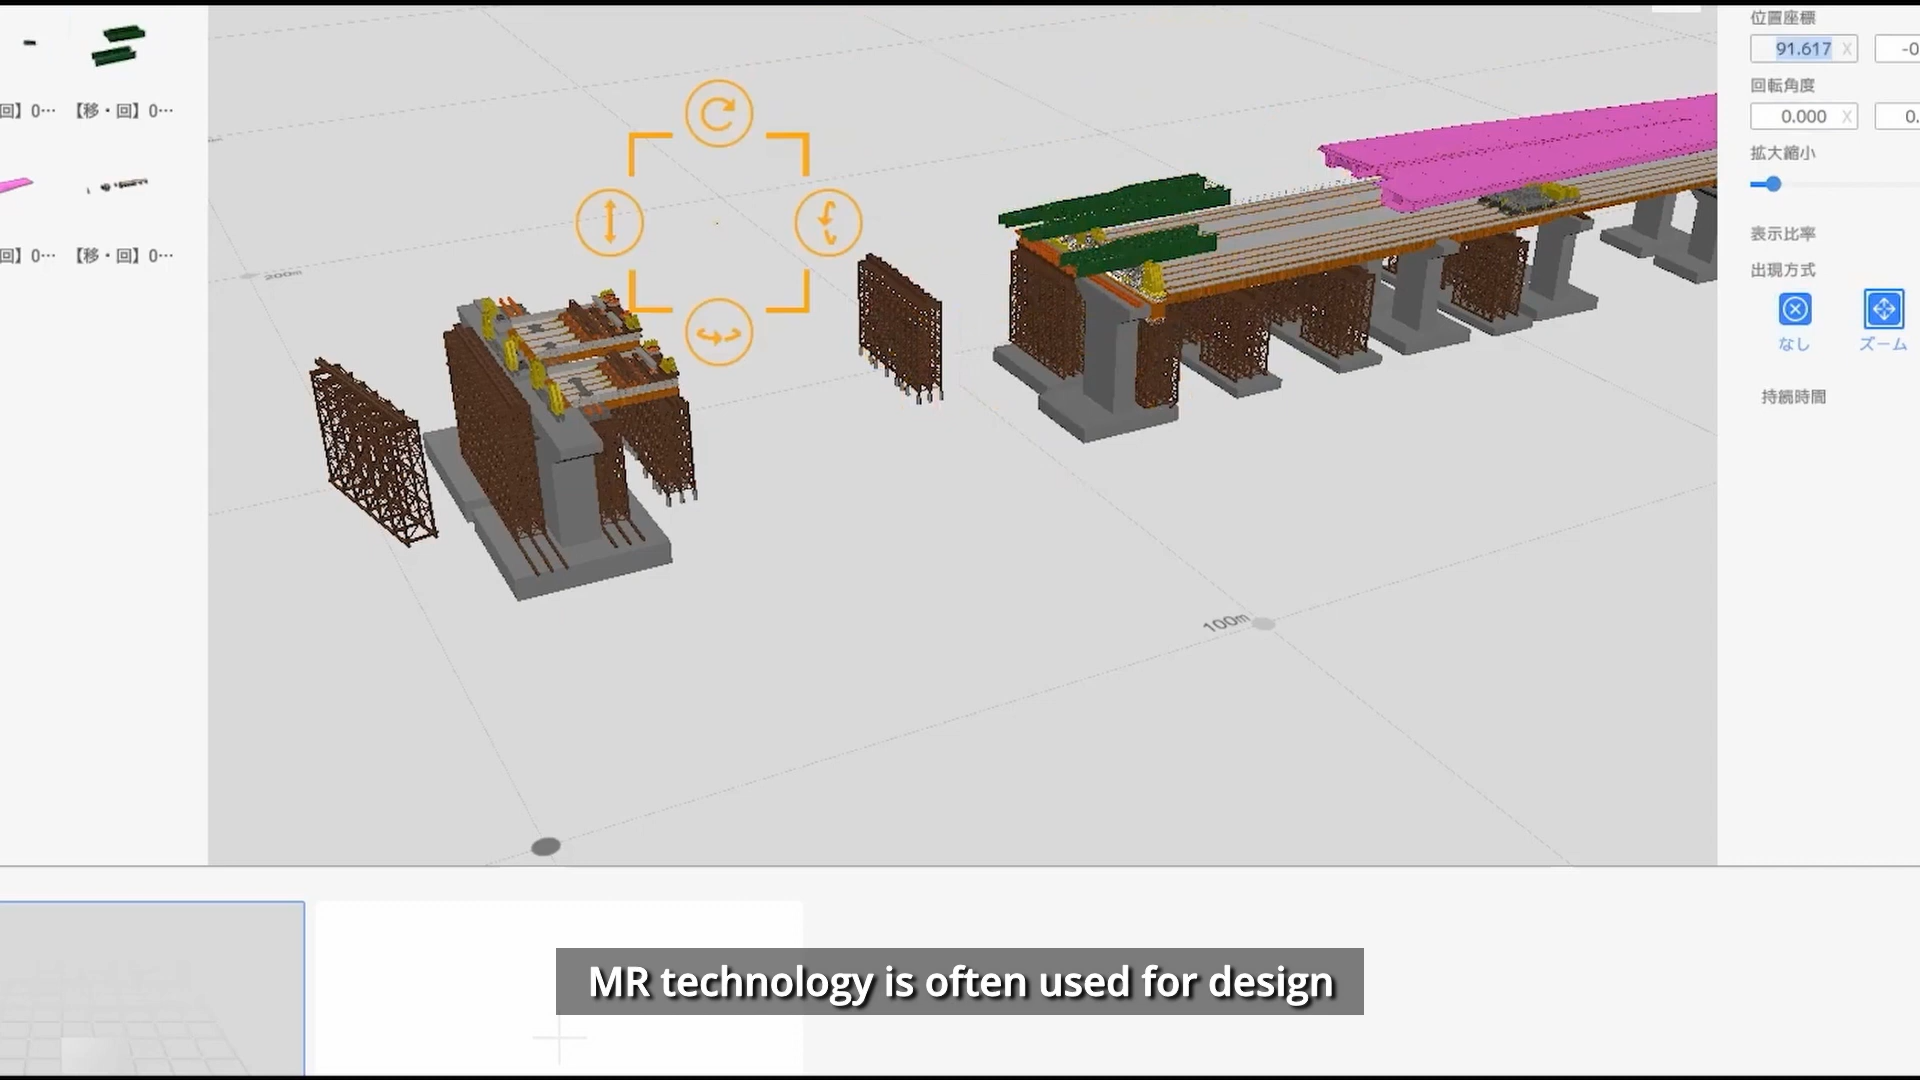 回】0…
【移・回】0…
回】0…
【移・回】0…
200m
100m
位置座標
91.617 X
-0
回転角度
0.000 X
0.
拡大縮小
表示比率
出現方式
なし
ズーム
持続時間
MR technology is often used for design